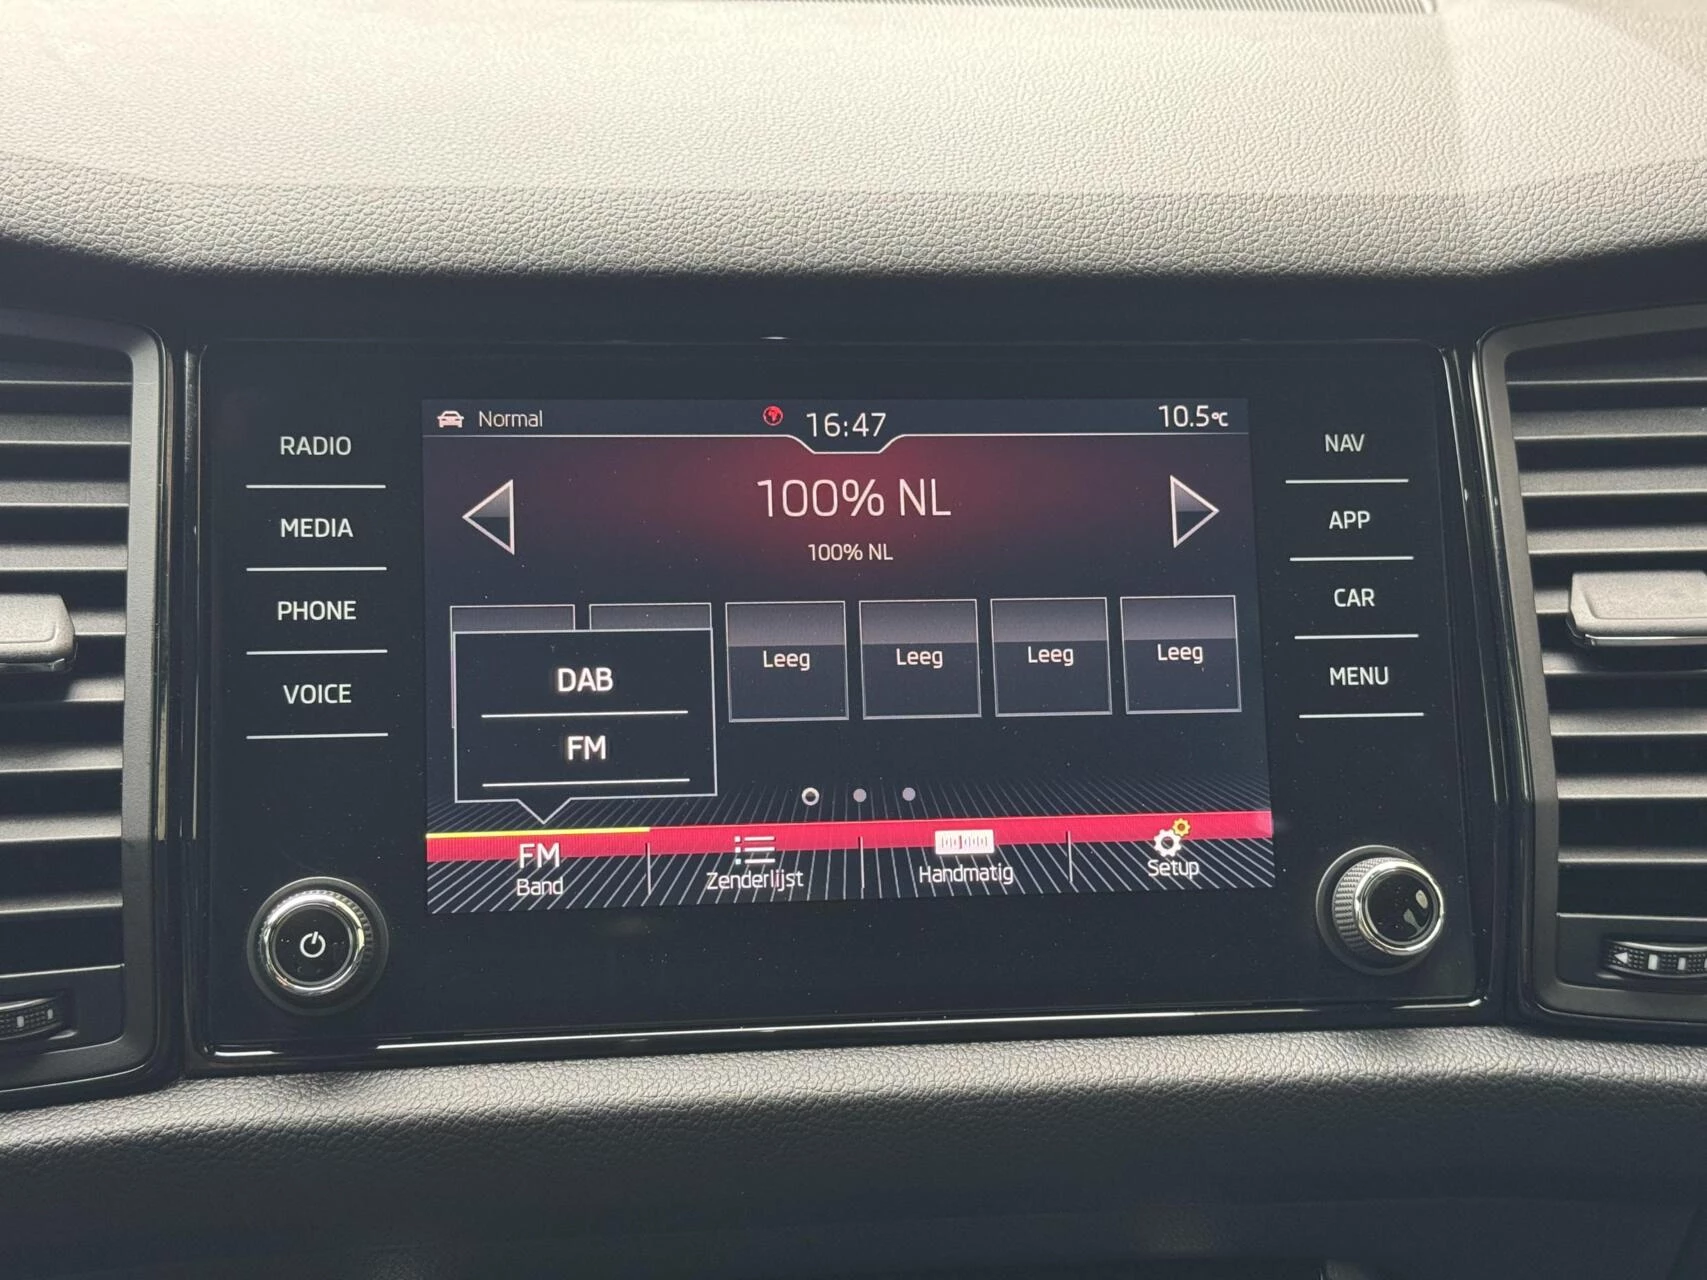 Normal
16:47
10.5°C
RADIO
MEDIA
PHONE
VOICE
100% NL
100% NL
DAB
FM
Leeg
Leeg
Leeg
Leeg
FM
Band
Zenderlijst
Handmatig
Setup
NAV
APP
CAR
MENU